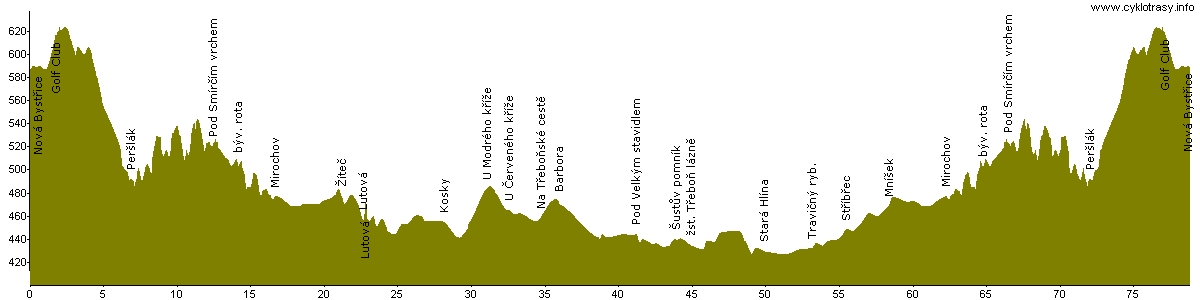 www.cyklotrasy.info
620
600
580
560
540
520
500
480
460
440
420
Nová Bystřice
Golf Club
Peršlák
Pod Smírčím vrchem
býv. rota
Mirochov
Žíteč
Lutová
Lutová
Kosky
U Modrého kříže
U Červeného kříže
Na Třeboňské cestě
Barbora
Pod Velkým stavidlem
Šustův pomník
žst. Třeboň lázně
Stará Hlína
Travičný ryb.
Stříbřec
Mníšek
Mirochov
býv. rota
Pod Smírčím vrchem
Peršlák
Golf Club
Nová Bystřice
0 5 10 15 20 25 30 35 40 45 50 55 60 65 70 75